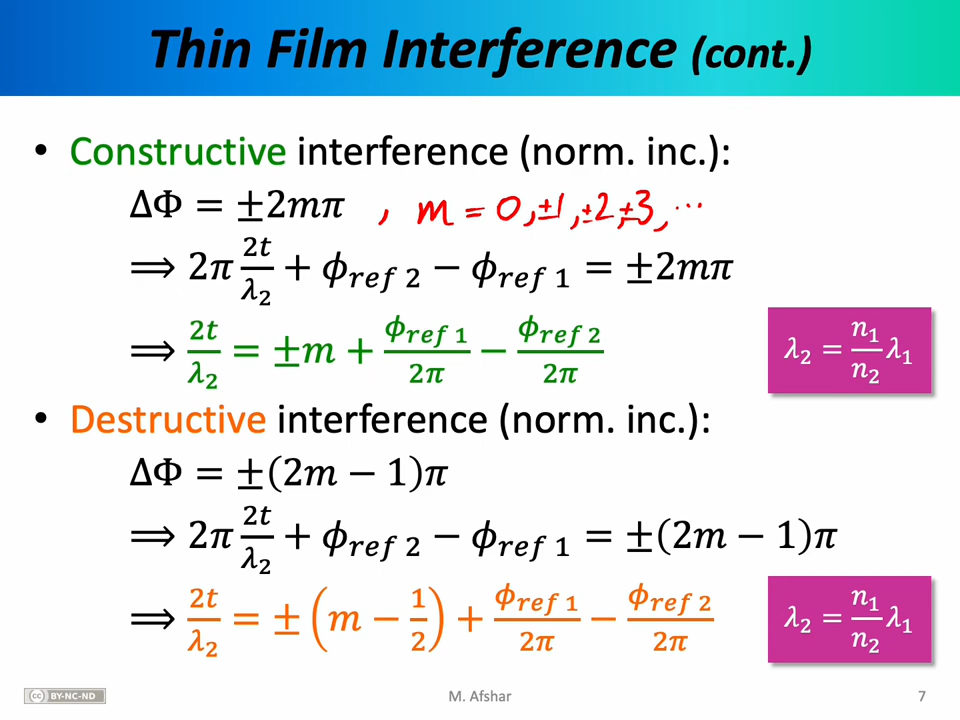 Thin Film Interference (cont.)
• Constructive interference (norm. inc.):
ΔΦ = ±2mπ , m = 0, ±1, ±2, ±3, ...
⟹ 2π 2t/λ₂ + ϕ_ref 2 − ϕ_ref 1 = ±2mπ
⟹ 2t/λ₂ = ±m + ϕ_ref 1/2π − ϕ_ref 2/2π
λ₂ = n₁/n₂ λ₁
• Destructive interference (norm. inc.):
ΔΦ = ±(2m − 1)π
⟹ 2π 2t/λ₂ + ϕ_ref 2 − ϕ_ref 1 = ±(2m − 1)π
⟹ 2t/λ₂ = ±(m − 1/2) + ϕ_ref 1/2π − ϕ_ref 2/2π
λ₂ = n₁/n₂ λ₁
cc BY-NC-ND
M. Afshar
7